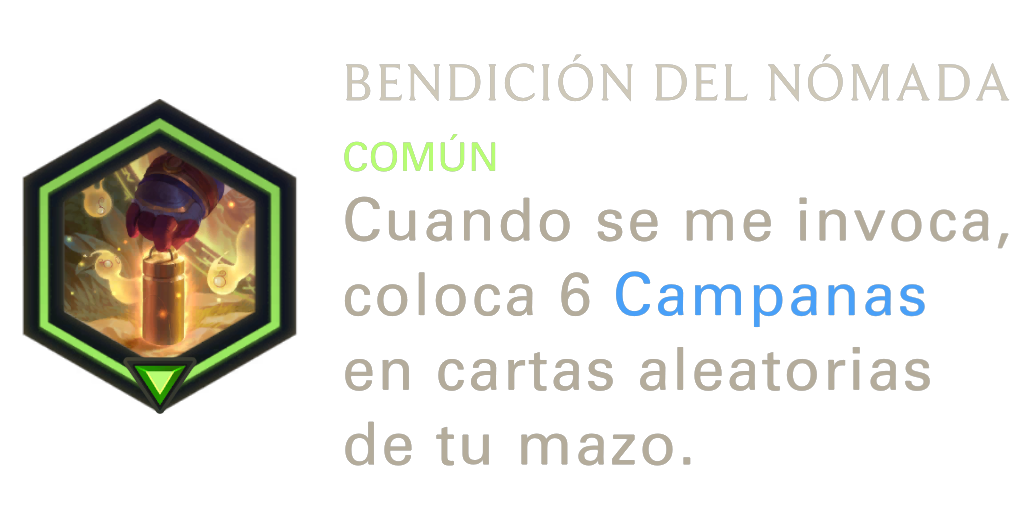 BENDICIÓN DEL NÓMADA
COMÚN
Cuando se me invoca,
coloca 6 Campanas
en cartas aleatorias
de tu mazo.